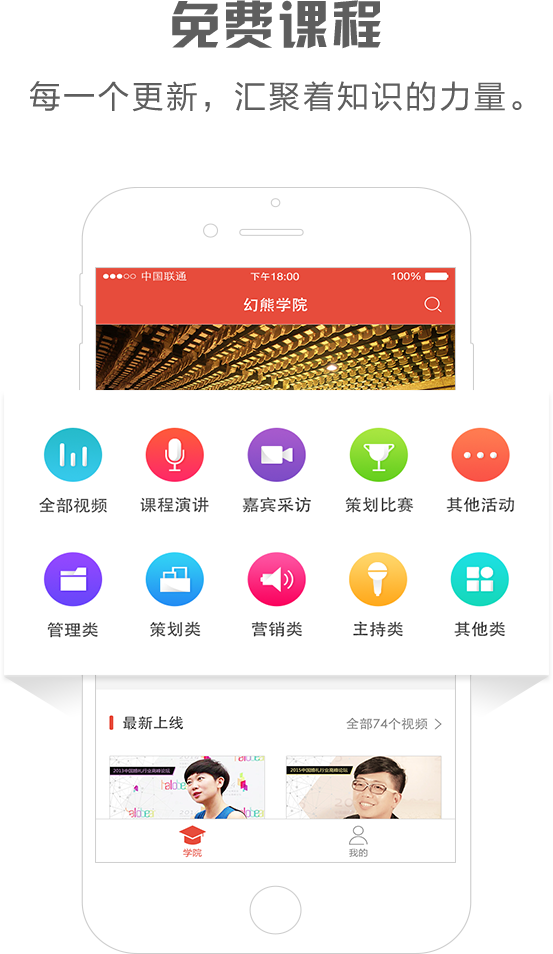 免费课程
每一个更新，汇聚着知识的力量。
中国联通 下午18:00 100%
幻熊学院
全部视频 课程演讲 嘉宾采访 策划比赛 其他活动
管理类 策划类 营销类 主持类 其他类
最新上线 全部74个视频
2013中国婚礼行业高峰论坛 2015中国婚礼行业高峰论坛
学院 我的